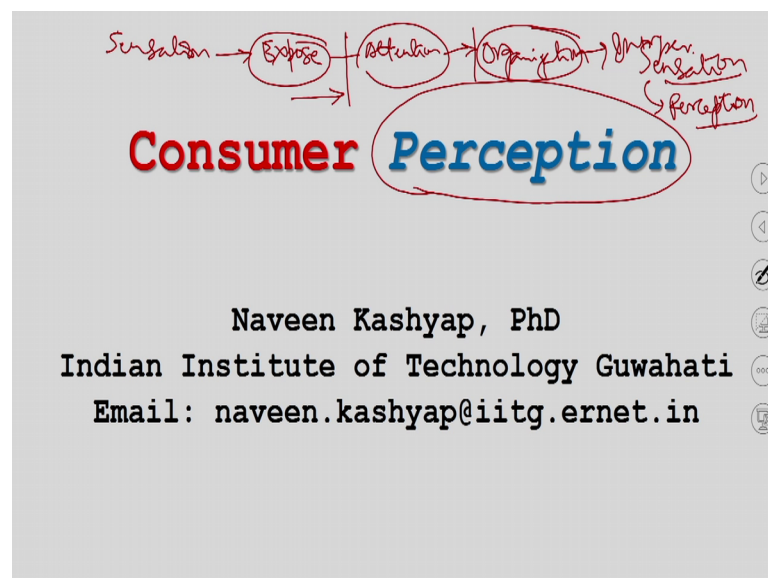 Sensation → Expose → Attention → Organization → Interper.
Sensation
Perception
Consumer Perception
Naveen Kashyap, PhD
Indian Institute of Technology Guwahati
Email: naveen.kashyap@iitg.ernet.in